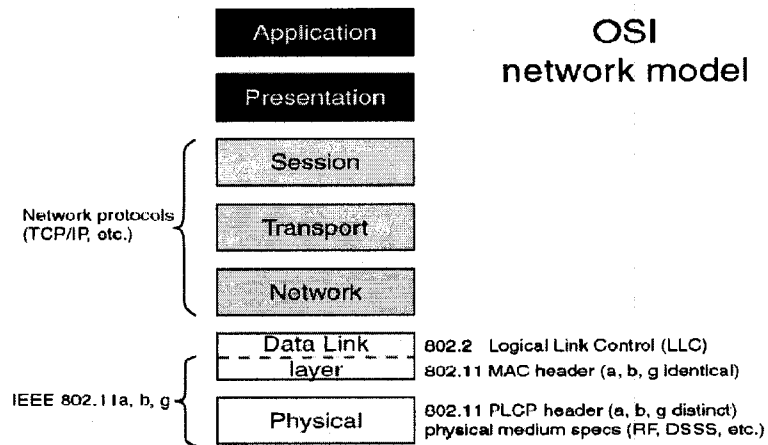 Application
OSI
network model
Presentation
Session
Network protocols
(TCP/IP, etc.)
Transport
Network
Data Link
layer
802.2 Logical Link Control (LLC)
802.11 MAC header (a, b, g identical)
IEEE 802.11a, b, g
Physical
802.11 PLCP header (a, b, g distinct)
physical medium specs (RF, DSSS, etc.)